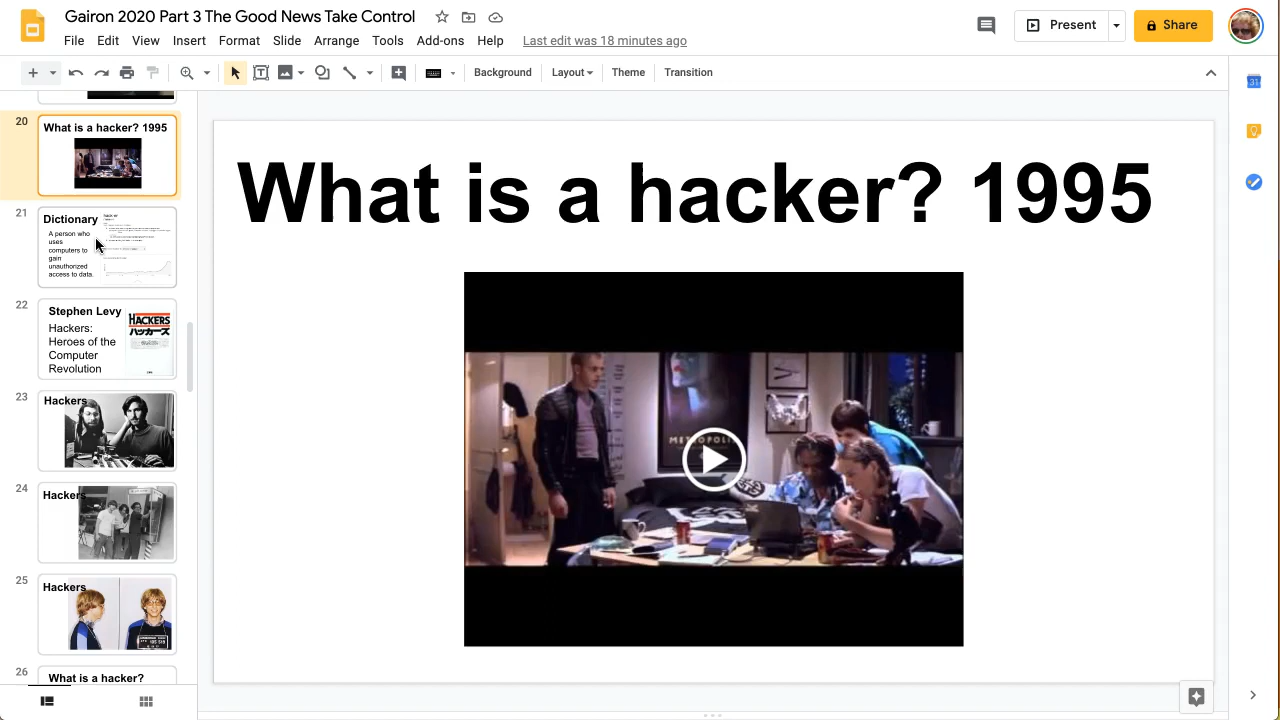 Gairon 2020 Part 3 The Good News Take Control
File Edit View Insert Format Slide Arrange Tools Add-ons Help Last edit was 18 minutes ago
Present
Share
Background Layout Theme Transition
31
20
What is a hacker? 1995
21
Dictionary
A person who
uses
computers to
gain
unauthorized
access to data.
22
Stephen Levy
Hackers:
Heroes of the
Computer
Revolution
HACKERS
ハッカーズ
23
Hackers
24
Hackers
25
Hackers
26
What is a hacker?
What is a hacker? 1995
METROPOLIS